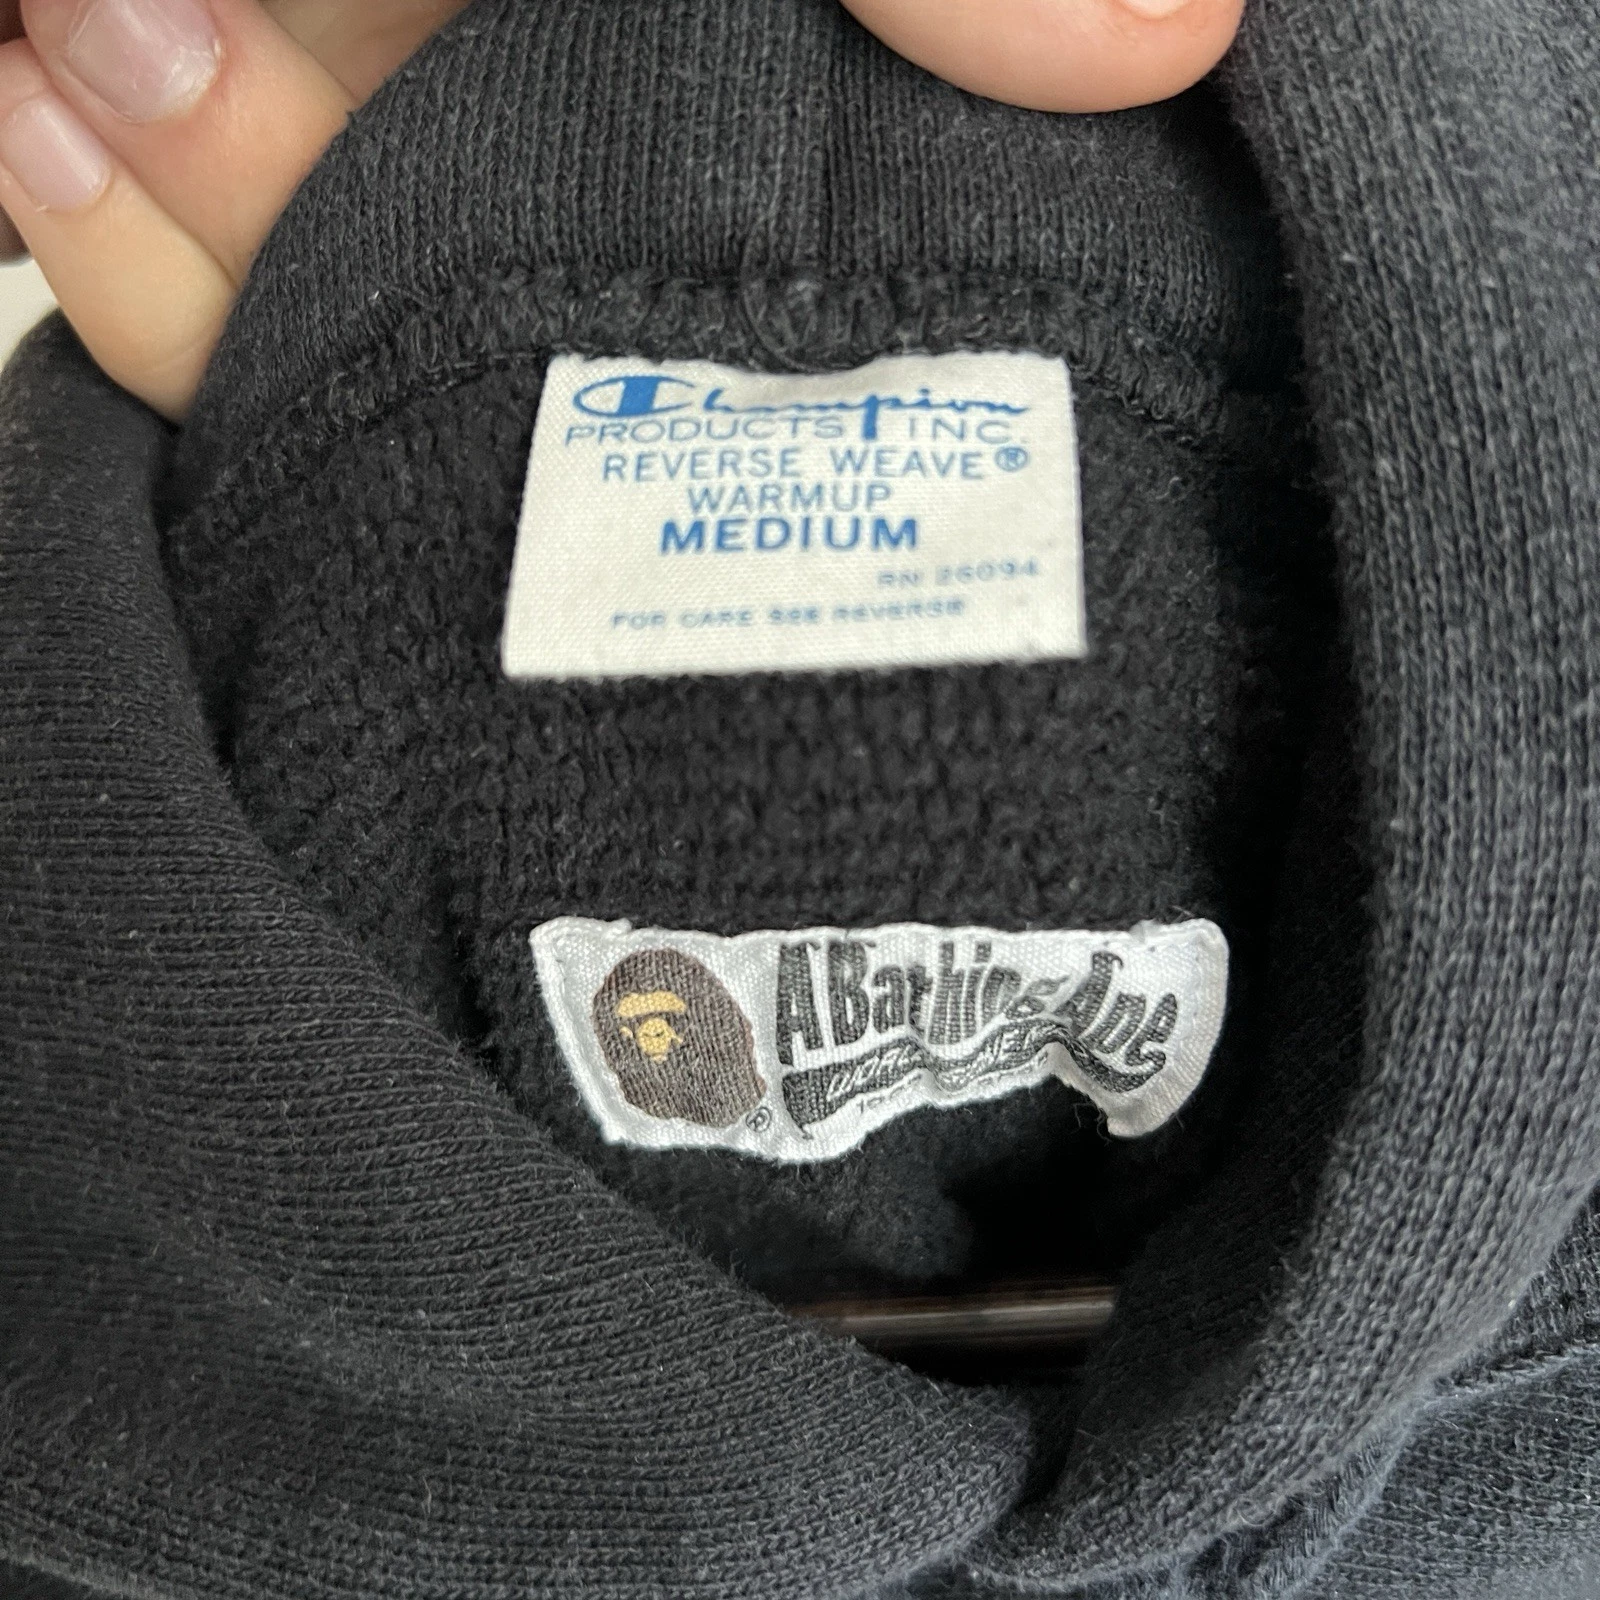 Champion
PRODUCTS INC.
REVERSE WEAVE®
WARMUP
MEDIUM
RN 26094
FOR CARE SEE REVERSE
A Bathing Ape
®